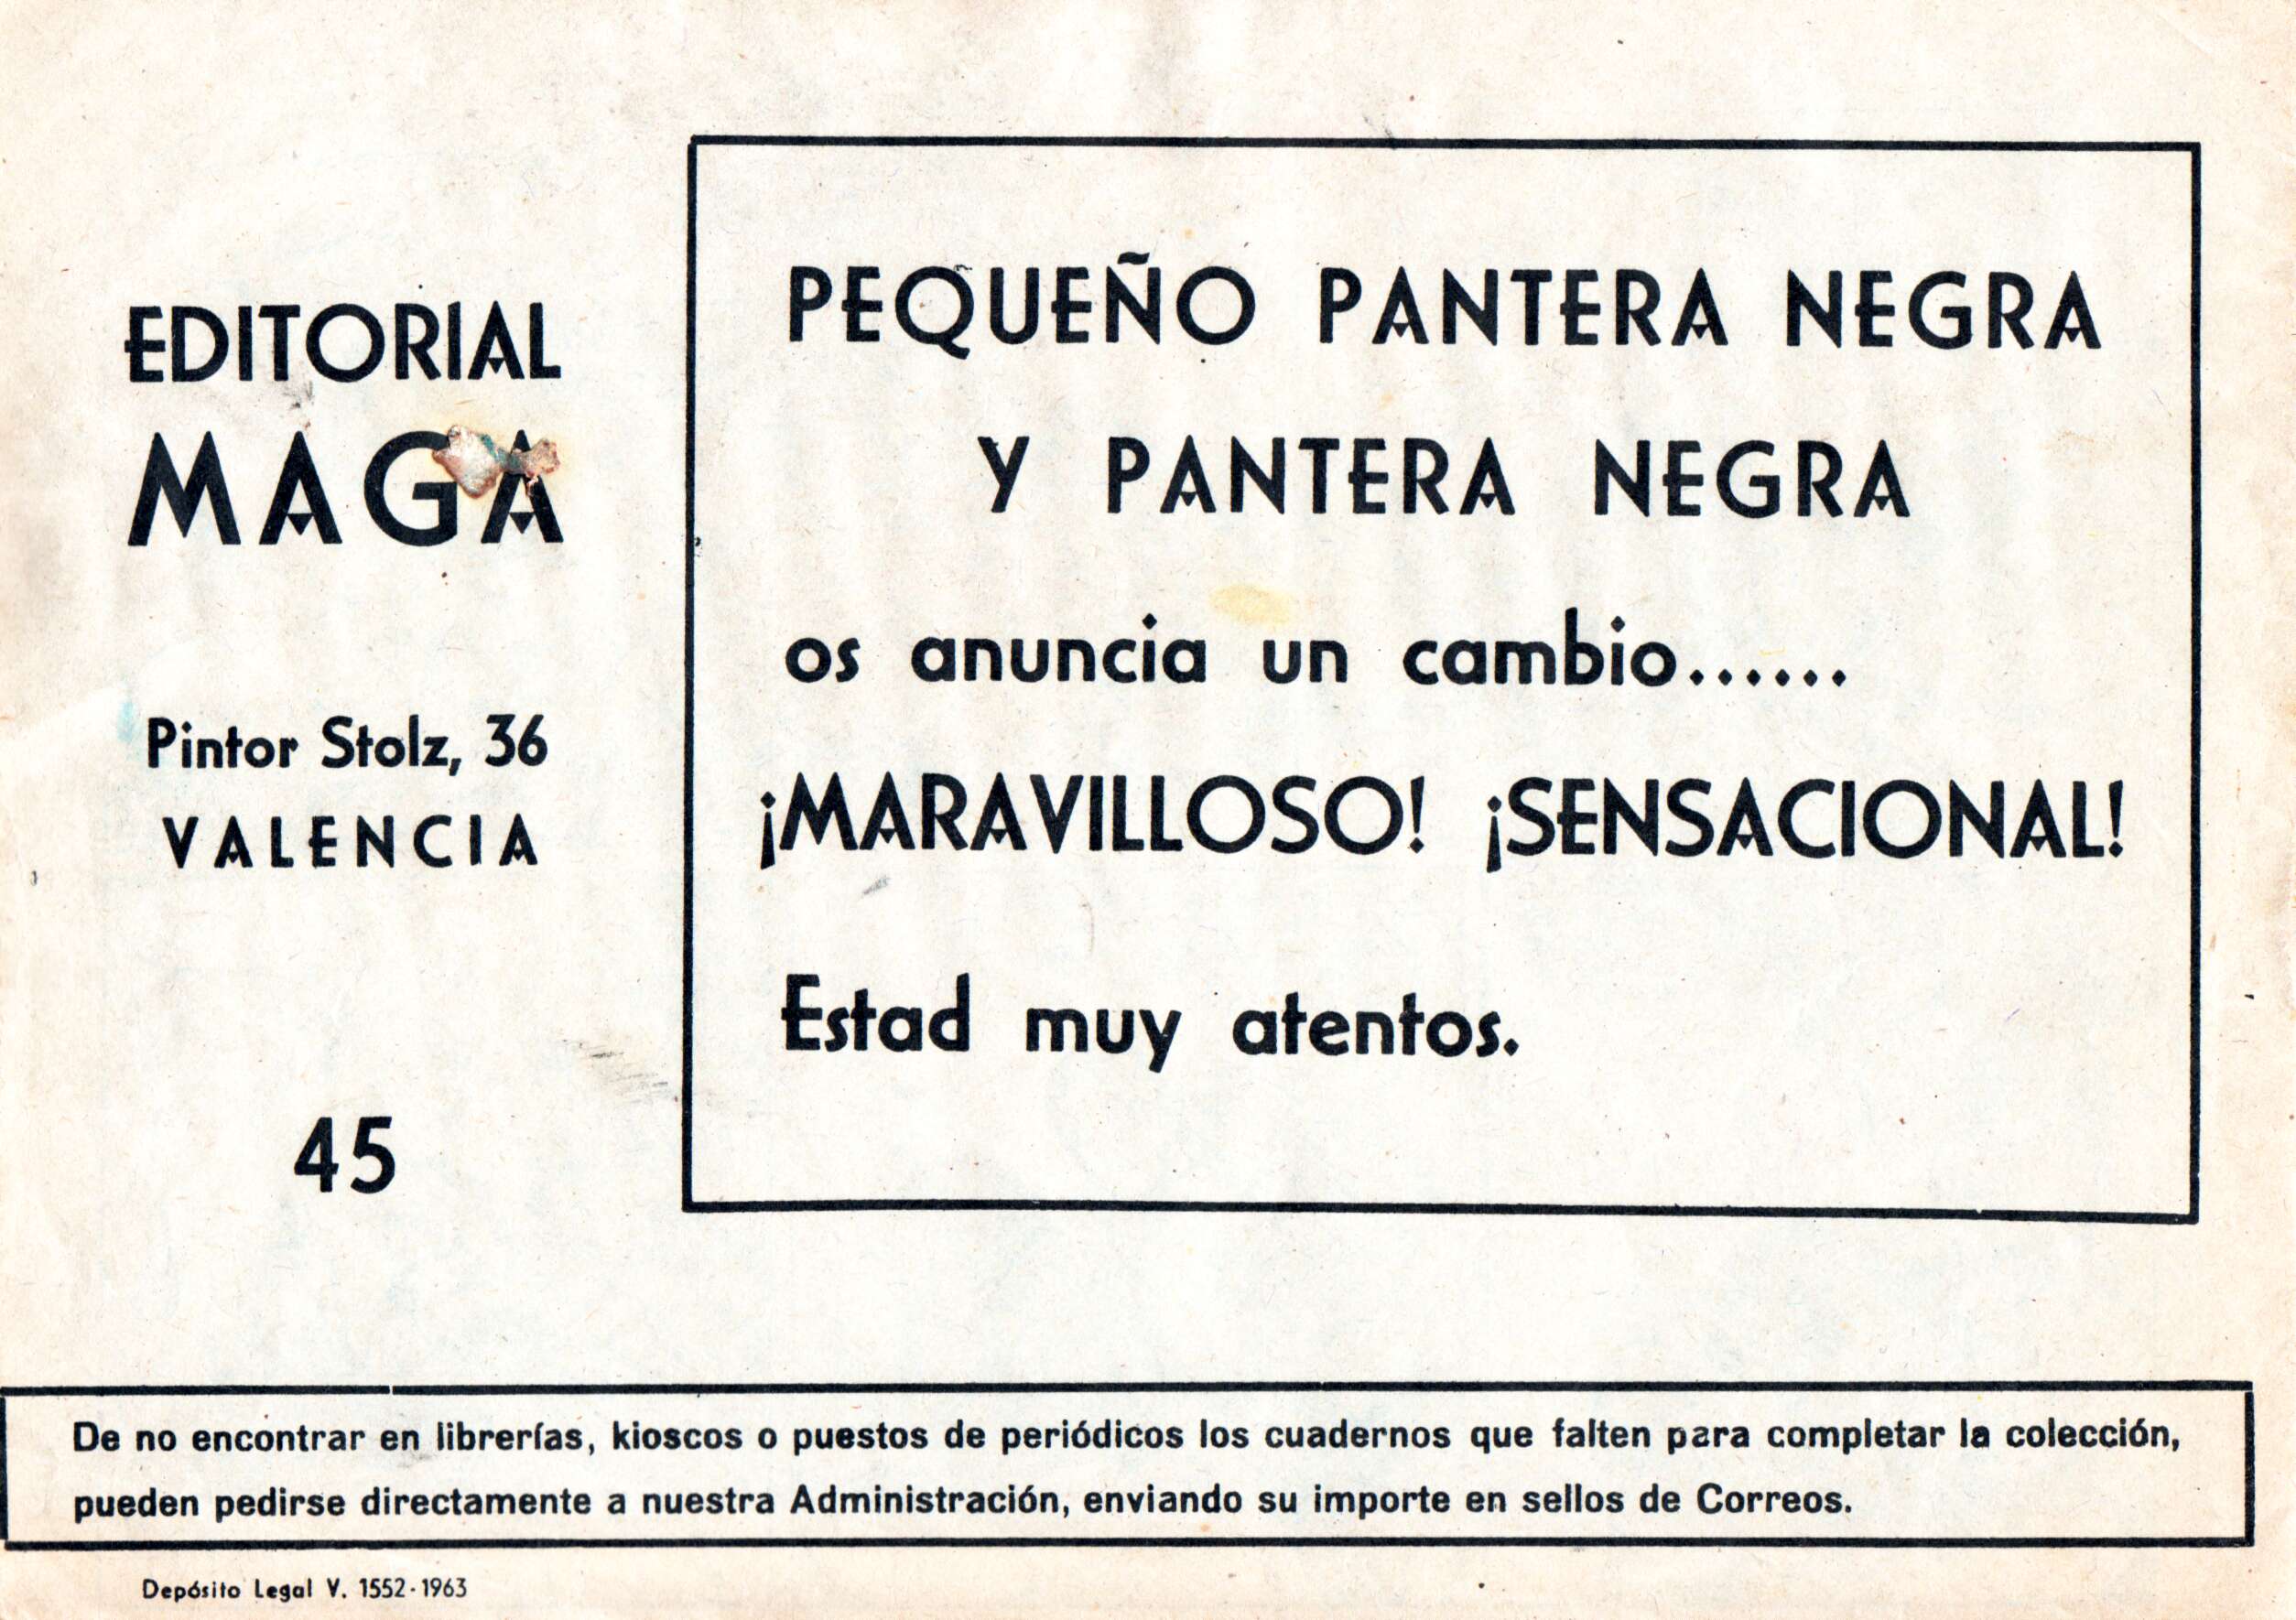 EDITORIAL
MAGA
Pintor Stolz, 36
VALENCIA
45
PEQUEÑO PANTERA NEGRA
Y PANTERA NEGRA
os anuncia un cambio......
¡MARAVILLOSO! ¡SENSACIONAL!
Estad muy atentos.
De no encontrar en librerías, kioscos o puestos de periódicos los cuadernos que falten para completar la colección,
pueden pedirse directamente a nuestra Administración, enviando su importe en sellos de Correos.
Depósito Legal V. 1552-1963